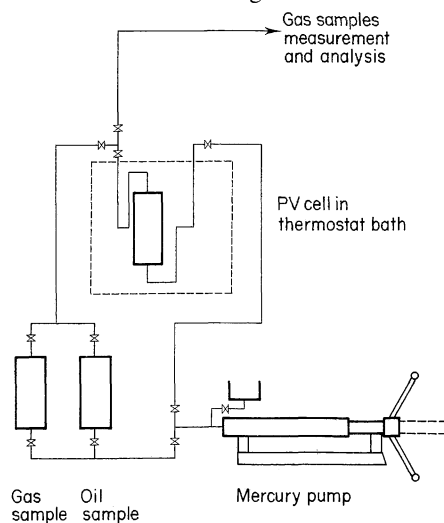 Gas samples
measurement
and analysis
PV cell in
thermostat bath
Gas sample
Oil sample
Mercury pump